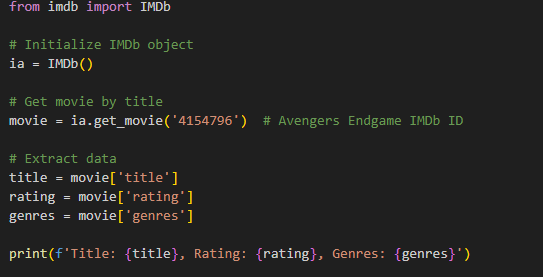 from imdb import IMDb
# Initialize IMDb object
ia = IMDb()
# Get movie by title
movie = ia.get_movie('4154796')  # Avengers Endgame IMDb ID
# Extract data
title = movie['title']
rating = movie['rating']
genres = movie['genres']
print(f'Title: {title}, Rating: {rating}, Genres: {genres}')